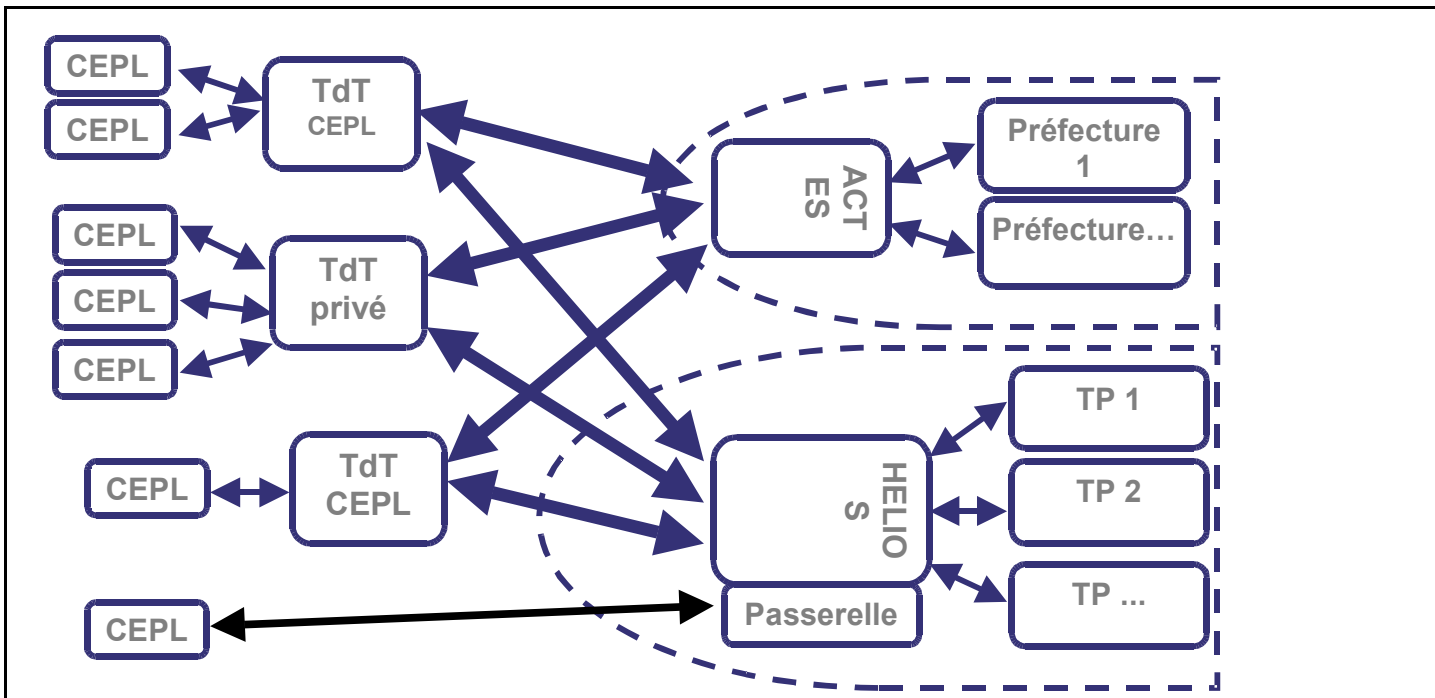 CEPL
CEPL
TdT
CEPL
CEPL
CEPL
CEPL
TdT
privé
CEPL
TdT
CEPL
CEPL
ACT
ES
Préfecture
1
Préfecture...
HELIO
S
Passerelle
TP 1
TP 2
TP ...